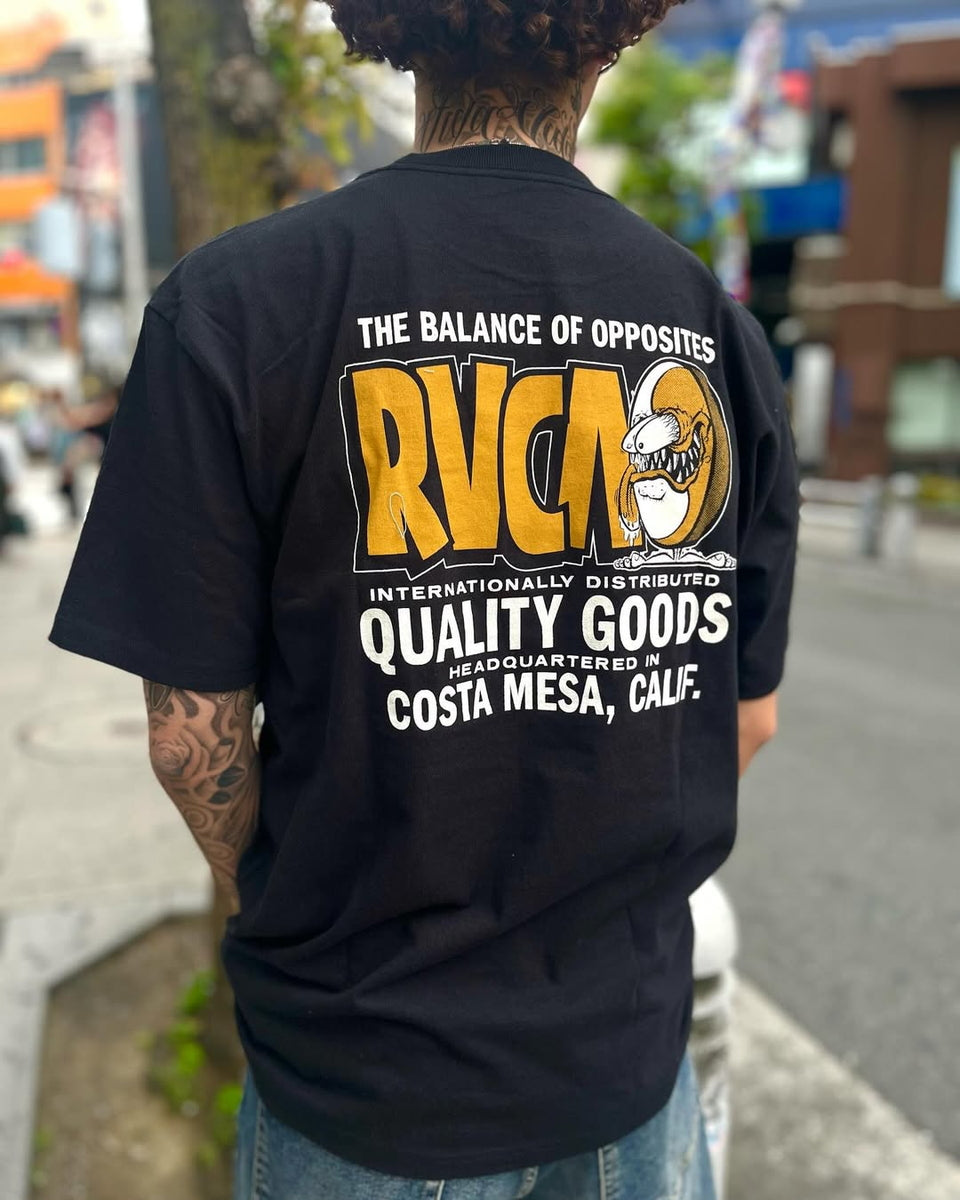 THE BALANCE OF OPPOSITES
RVCA
INTERNATIONALLY DISTRIBUTED
QUALITY GOODS
HEADQUARTERED IN
COSTA MESA, CALIF.